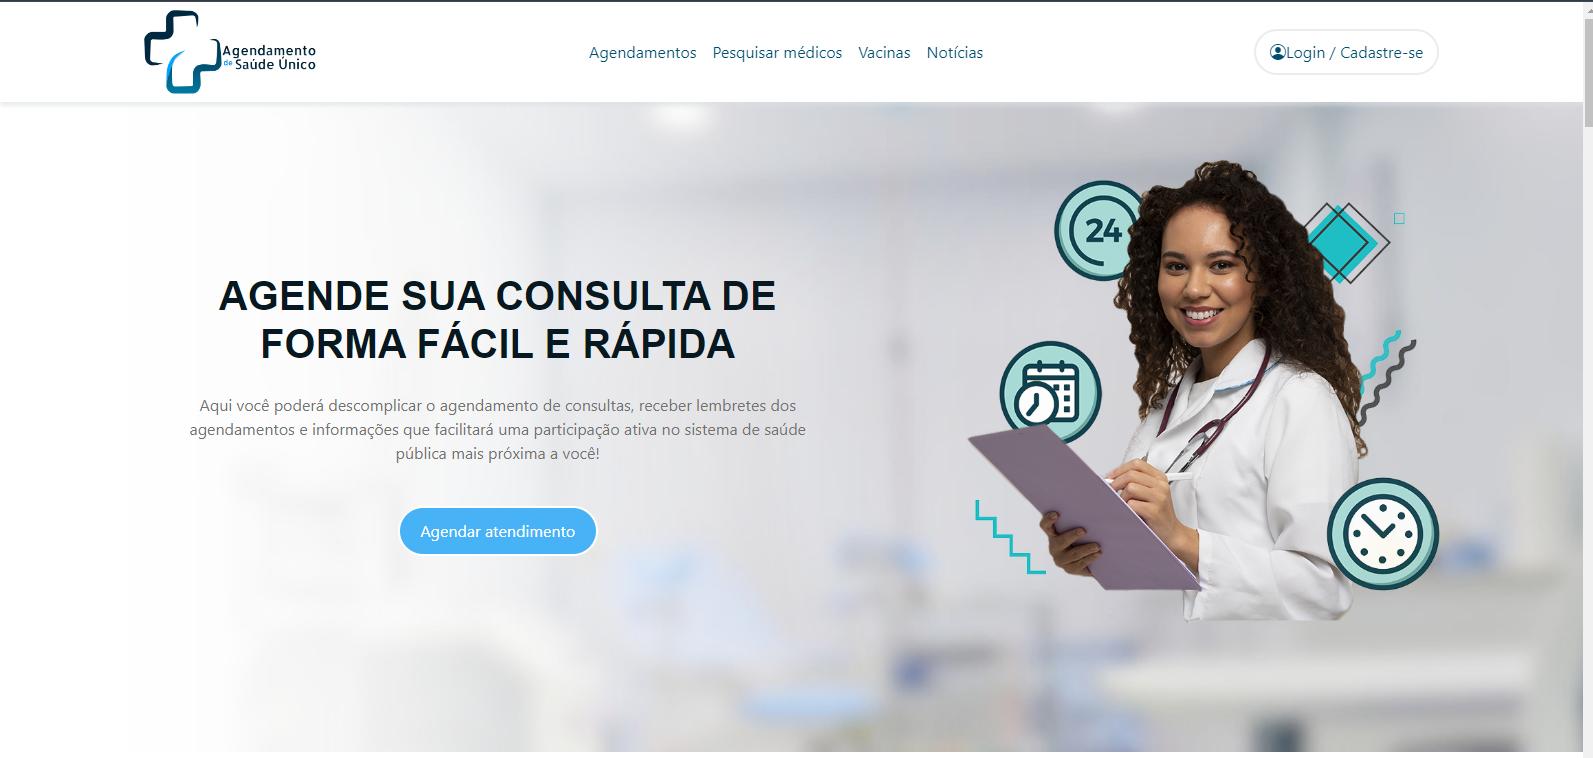 Agendamento
de Saúde Único
Agendamentos Pesquisar médicos Vacinas Notícias
Login / Cadastre-se
24
AGENDE SUA CONSULTA DE
FORMA FÁCIL E RÁPIDA
Aqui você poderá descomplicar o agendamento de consultas, receber lembretes dos
agendamentos e informações que facilitará uma participação ativa no sistema de saúde
pública mais próxima a você!
Agendar atendimento